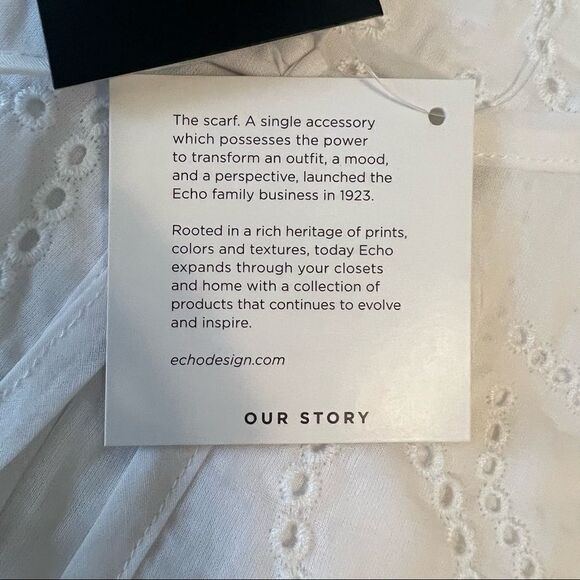 The scarf. A single accessory
which possesses the power
to transform an outfit, a mood,
and a perspective, launched the
Echo family business in 1923.
Rooted in a rich heritage of prints,
colors and textures, today Echo
expands through your closets
and home with a collection of
products that continues to evolve
and inspire.
echodesign.com
OUR STORY